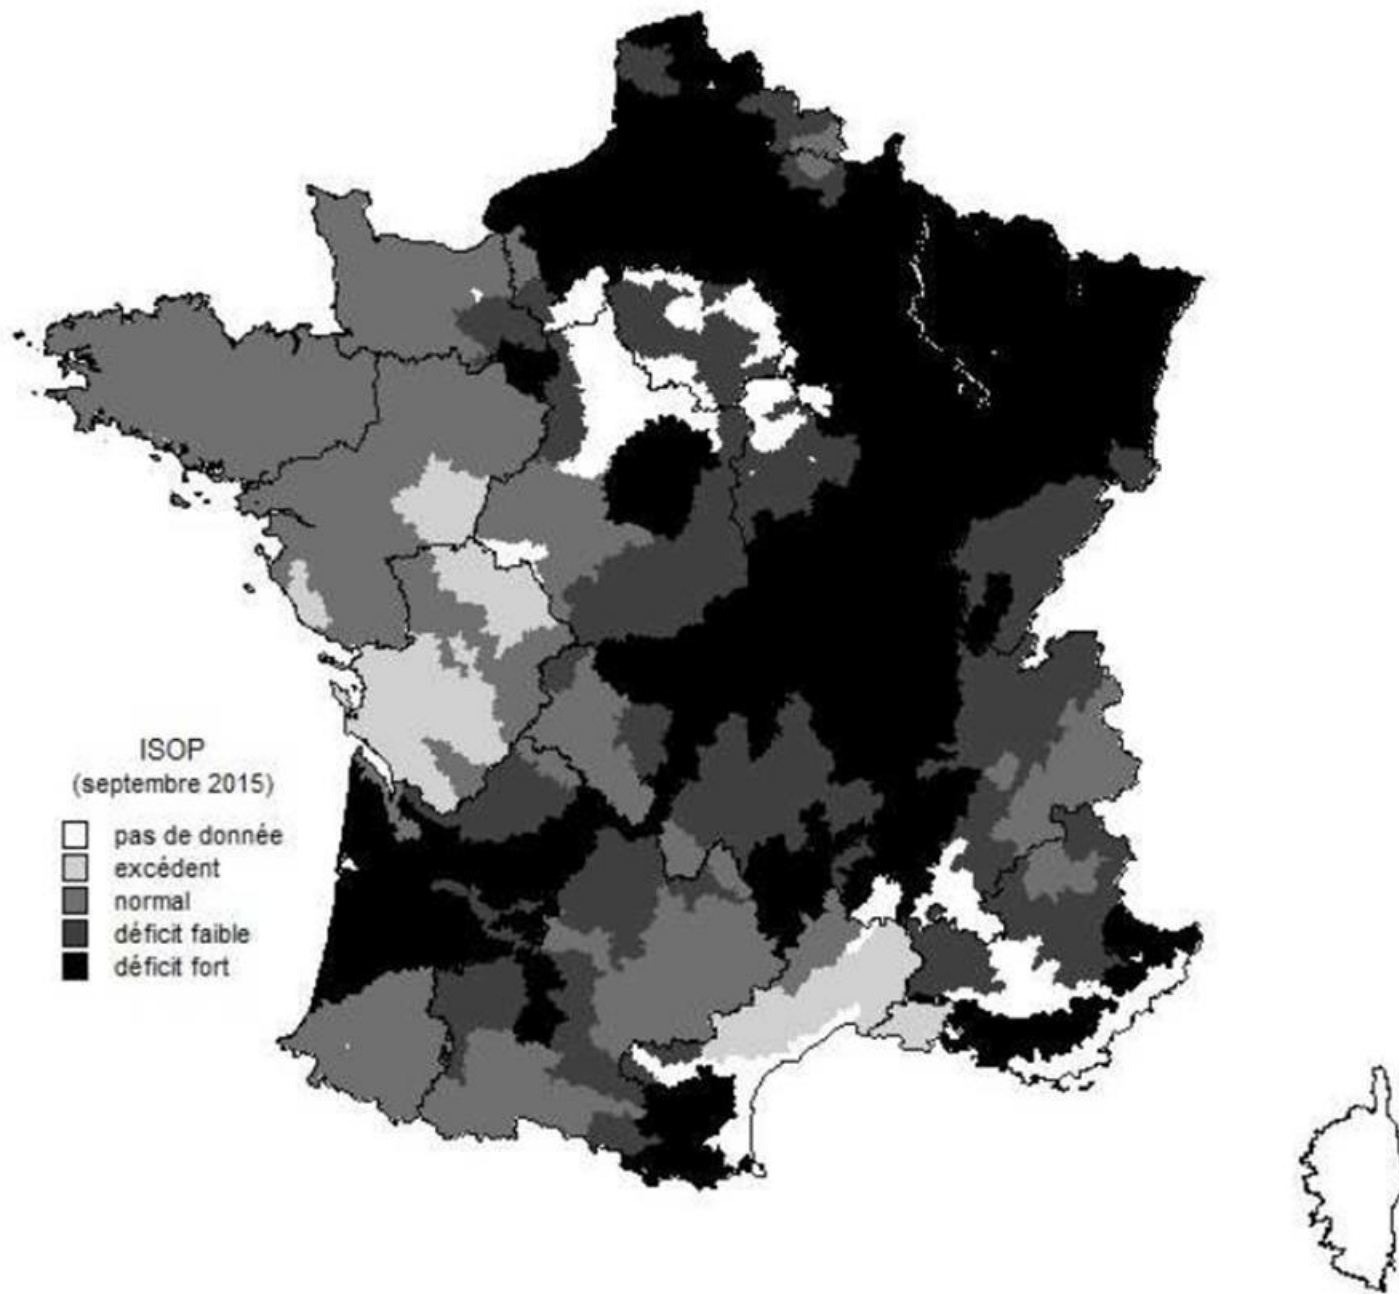 ISOP
(septembre 2015)
pas de donnée
excédent
normal
déficit faible
déficit fort